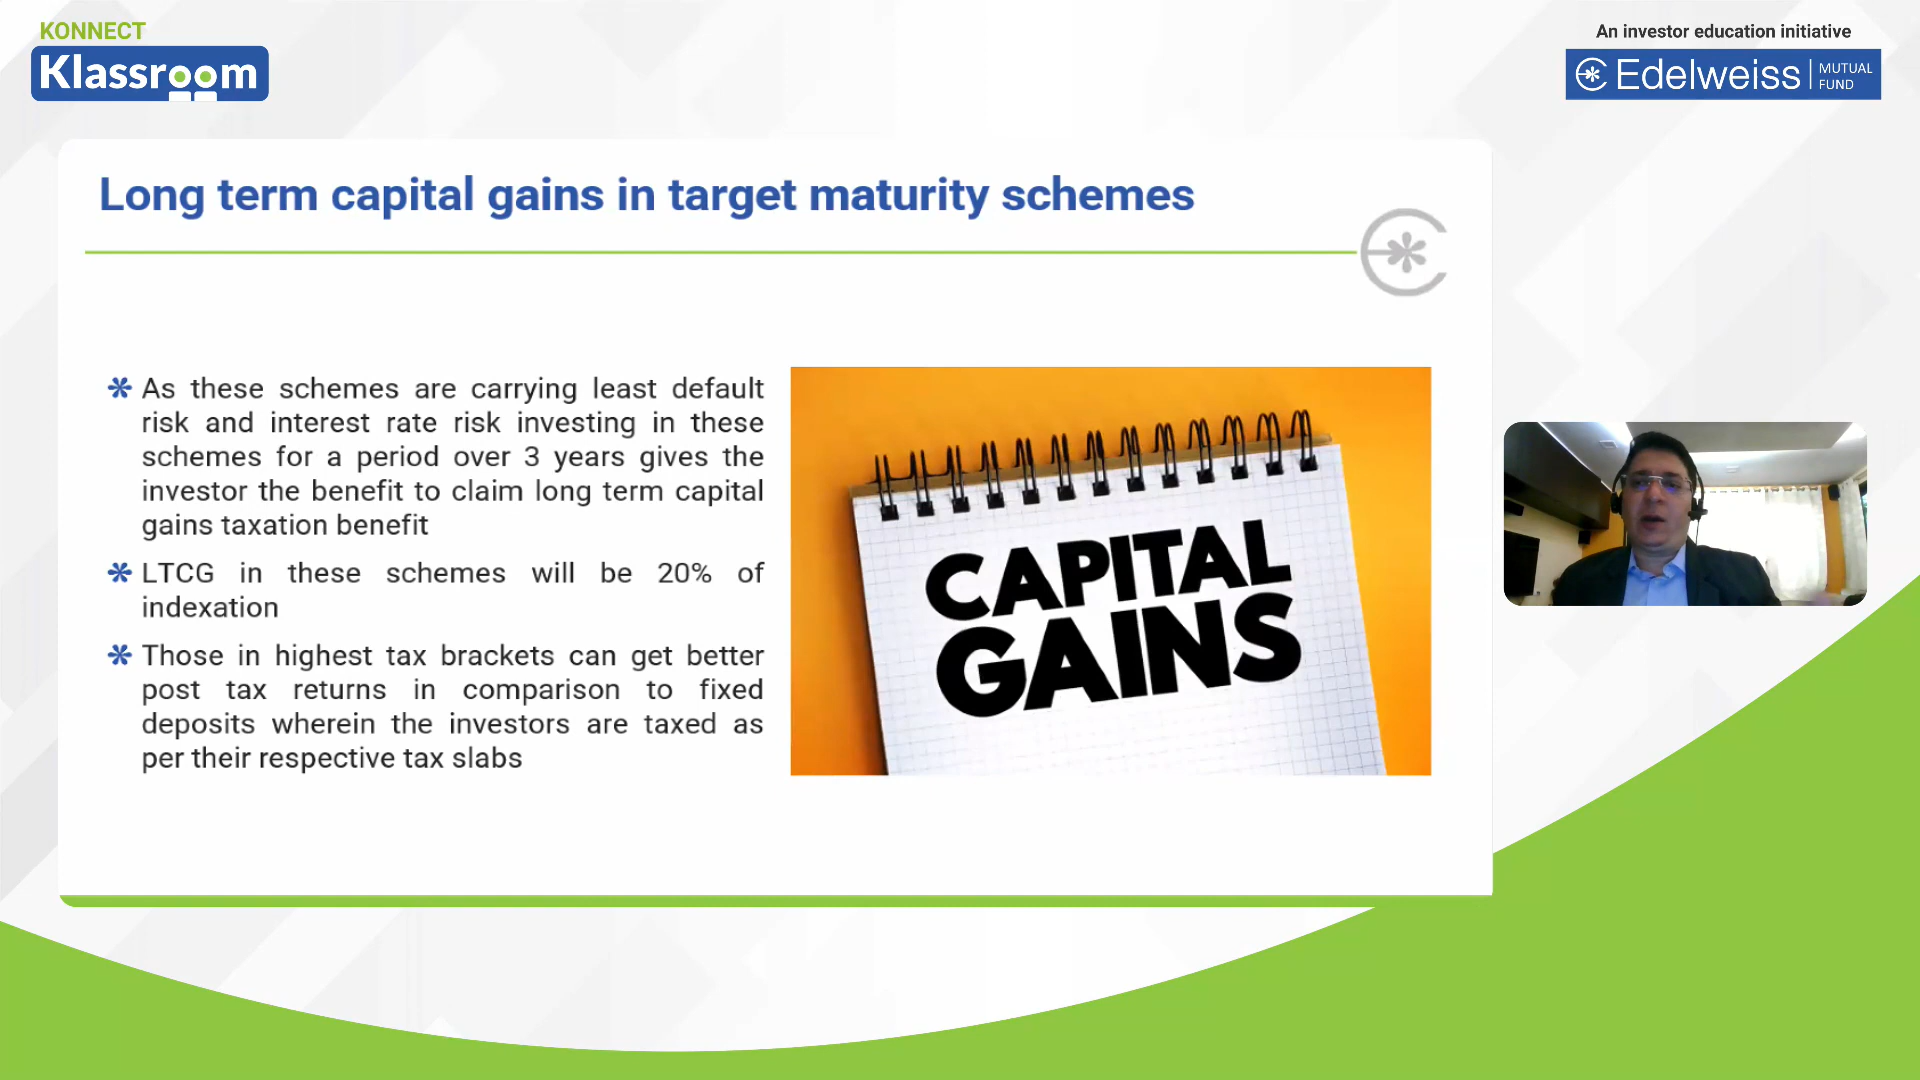 KONNECT
Klassroom
An investor education initiative
Edelweiss MUTUAL FUND
Long term capital gains in target maturity schemes
As these schemes are carrying least default
risk and interest rate risk investing in these
schemes for a period over 3 years gives the
investor the benefit to claim long term capital
gains taxation benefit
LTCG in these schemes will be 20% of
indexation
Those in highest tax brackets can get better
post tax returns in comparison to fixed
deposits wherein the investors are taxed as
per their respective tax slabs
CAPITAL
GAINS